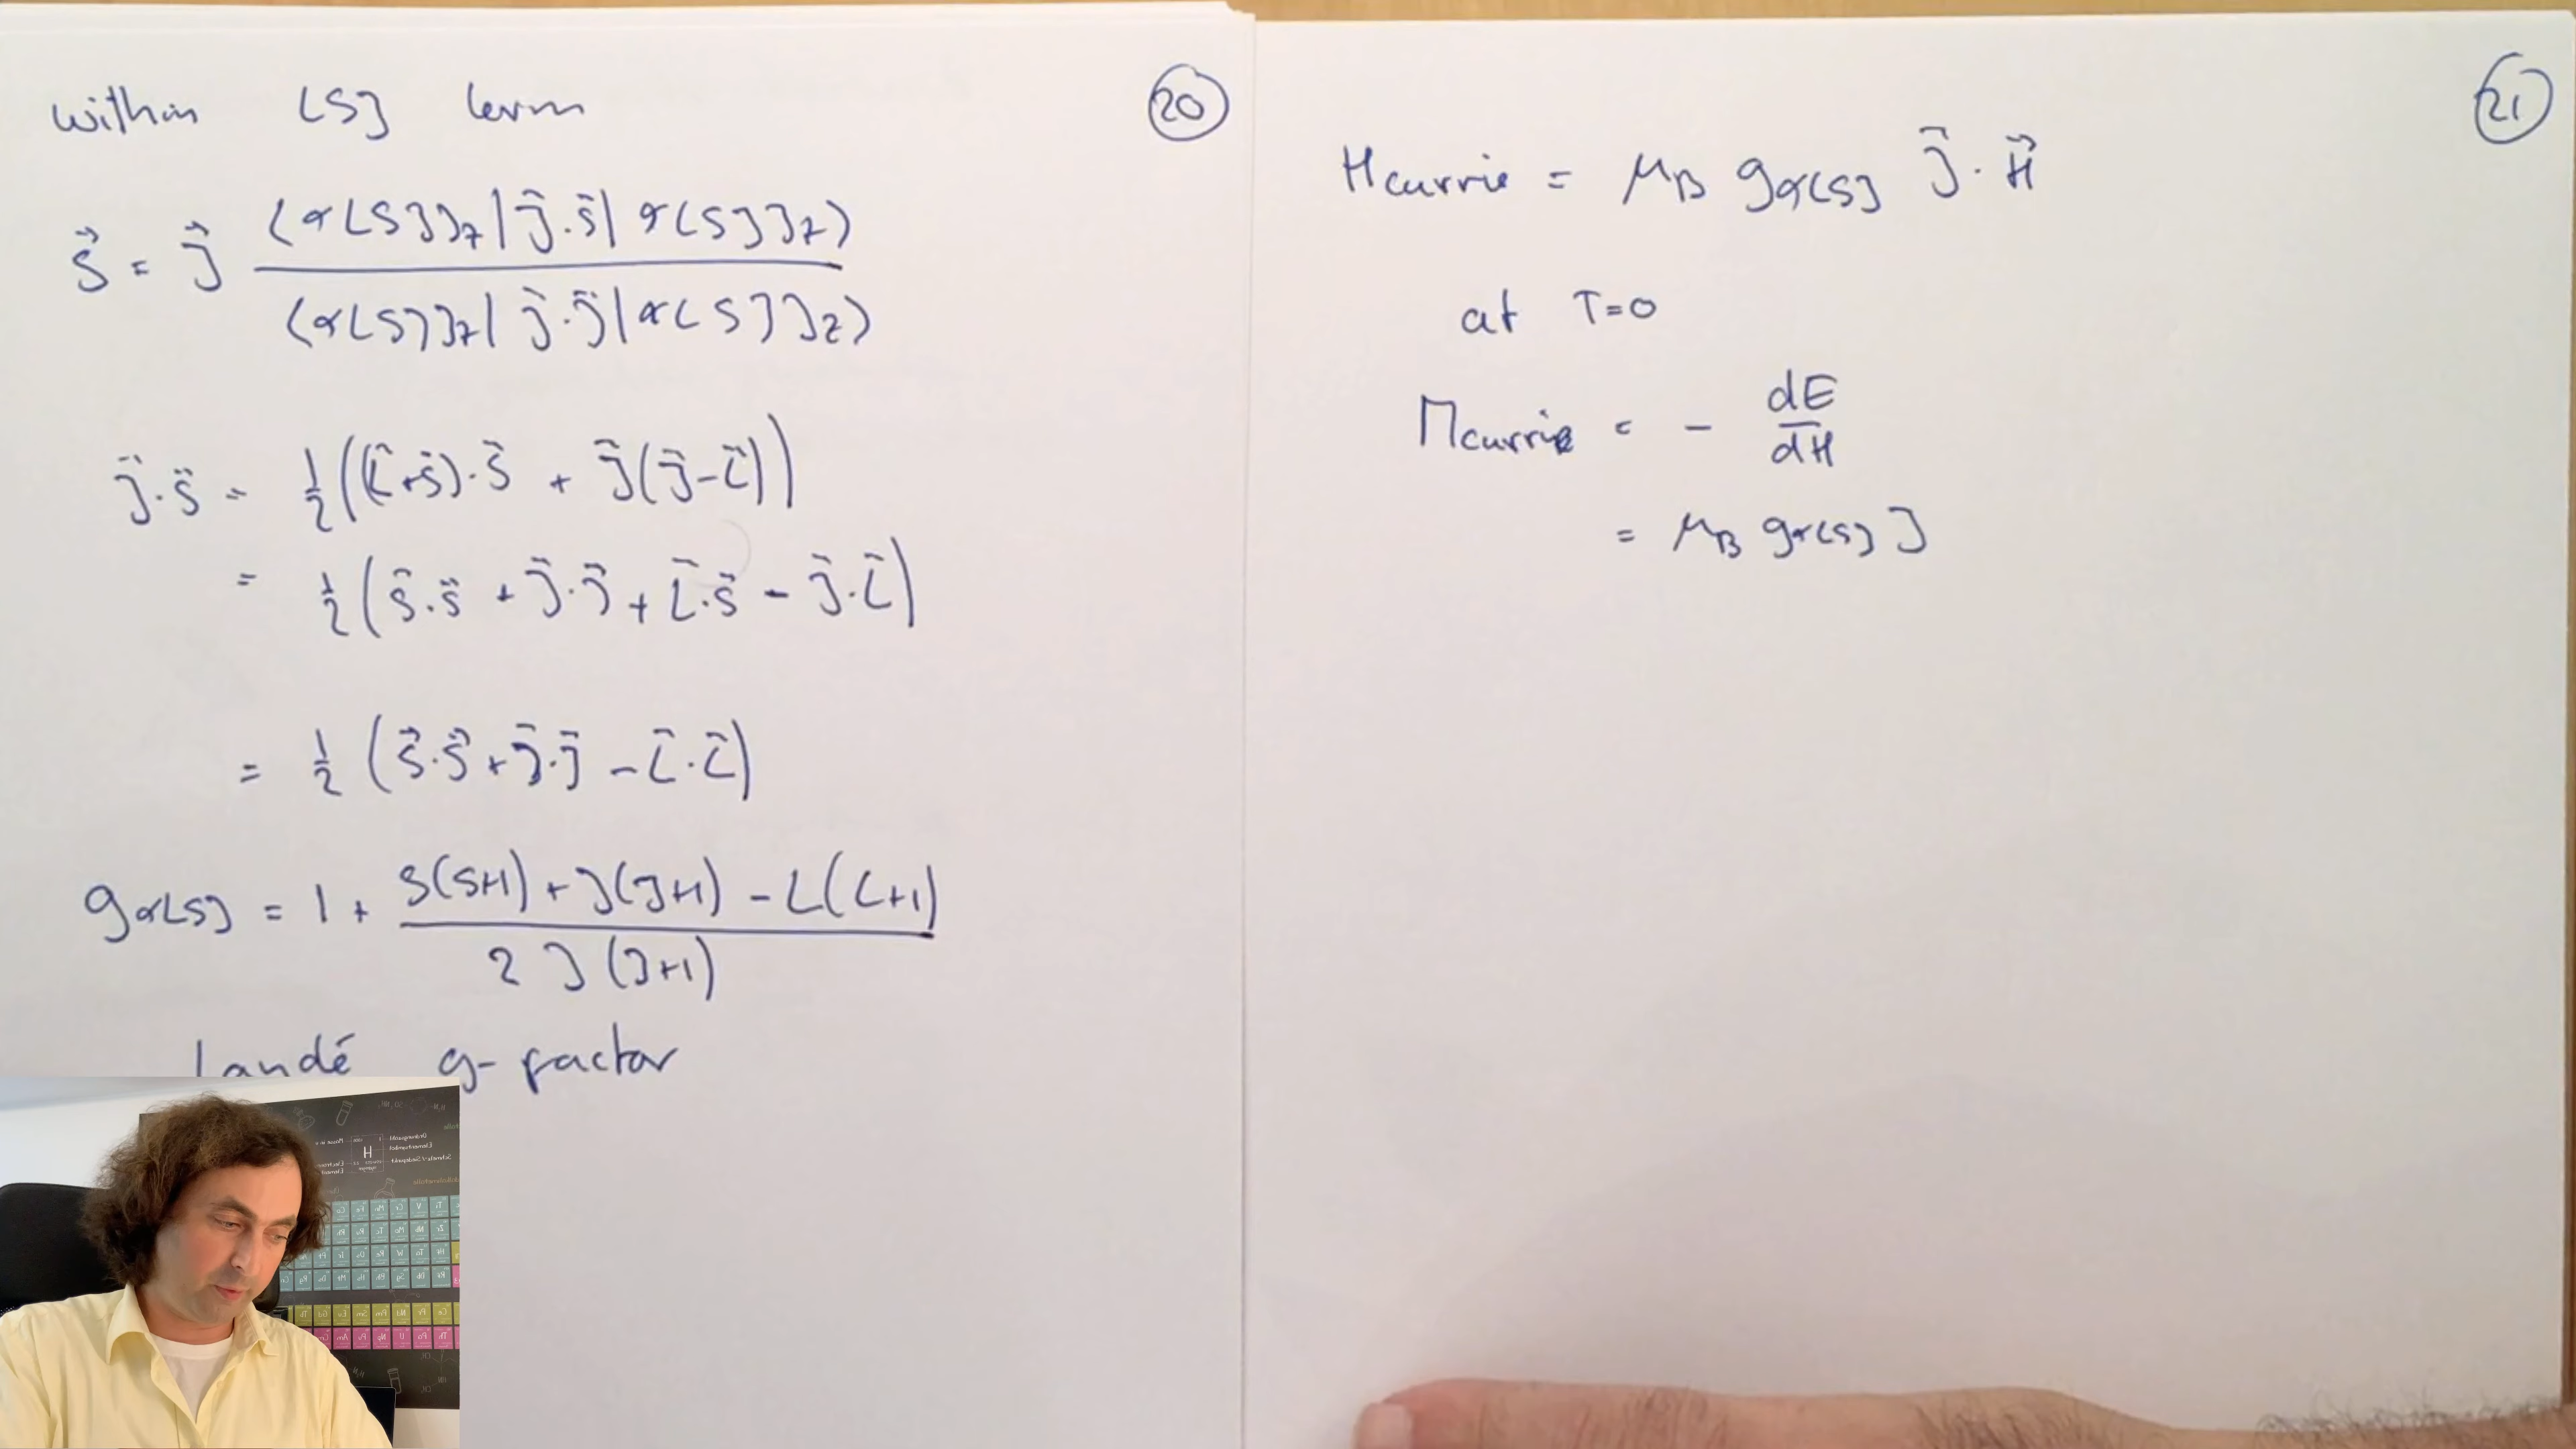 20
within LSJ term
S⃗ = J⃗ ⟨αLSJJz|J⃗·S⃗|αLSJJz⟩ / ⟨αLSJJz|J⃗·J⃗|αLSJJz⟩
J⃗·S⃗ = 1/2 ((L⃗+S⃗)·S⃗ + J⃗(J⃗-L⃗))
= 1/2 (S⃗·S⃗ + J⃗·J⃗ + L⃗·S⃗ - J⃗·L⃗)
= 1/2 (S⃗·S⃗ + J⃗·J⃗ - L⃗·L⃗)
gαLSJ = 1 + S(S+1) + J(J+1) - L(L+1) / 2 J (J+1)
Landé g-factor
21
Hcurrie = μB gαLSJ J⃗·H⃗
at T=0
Mcurrie = - dE/dH
= μB gαLSJ J
H